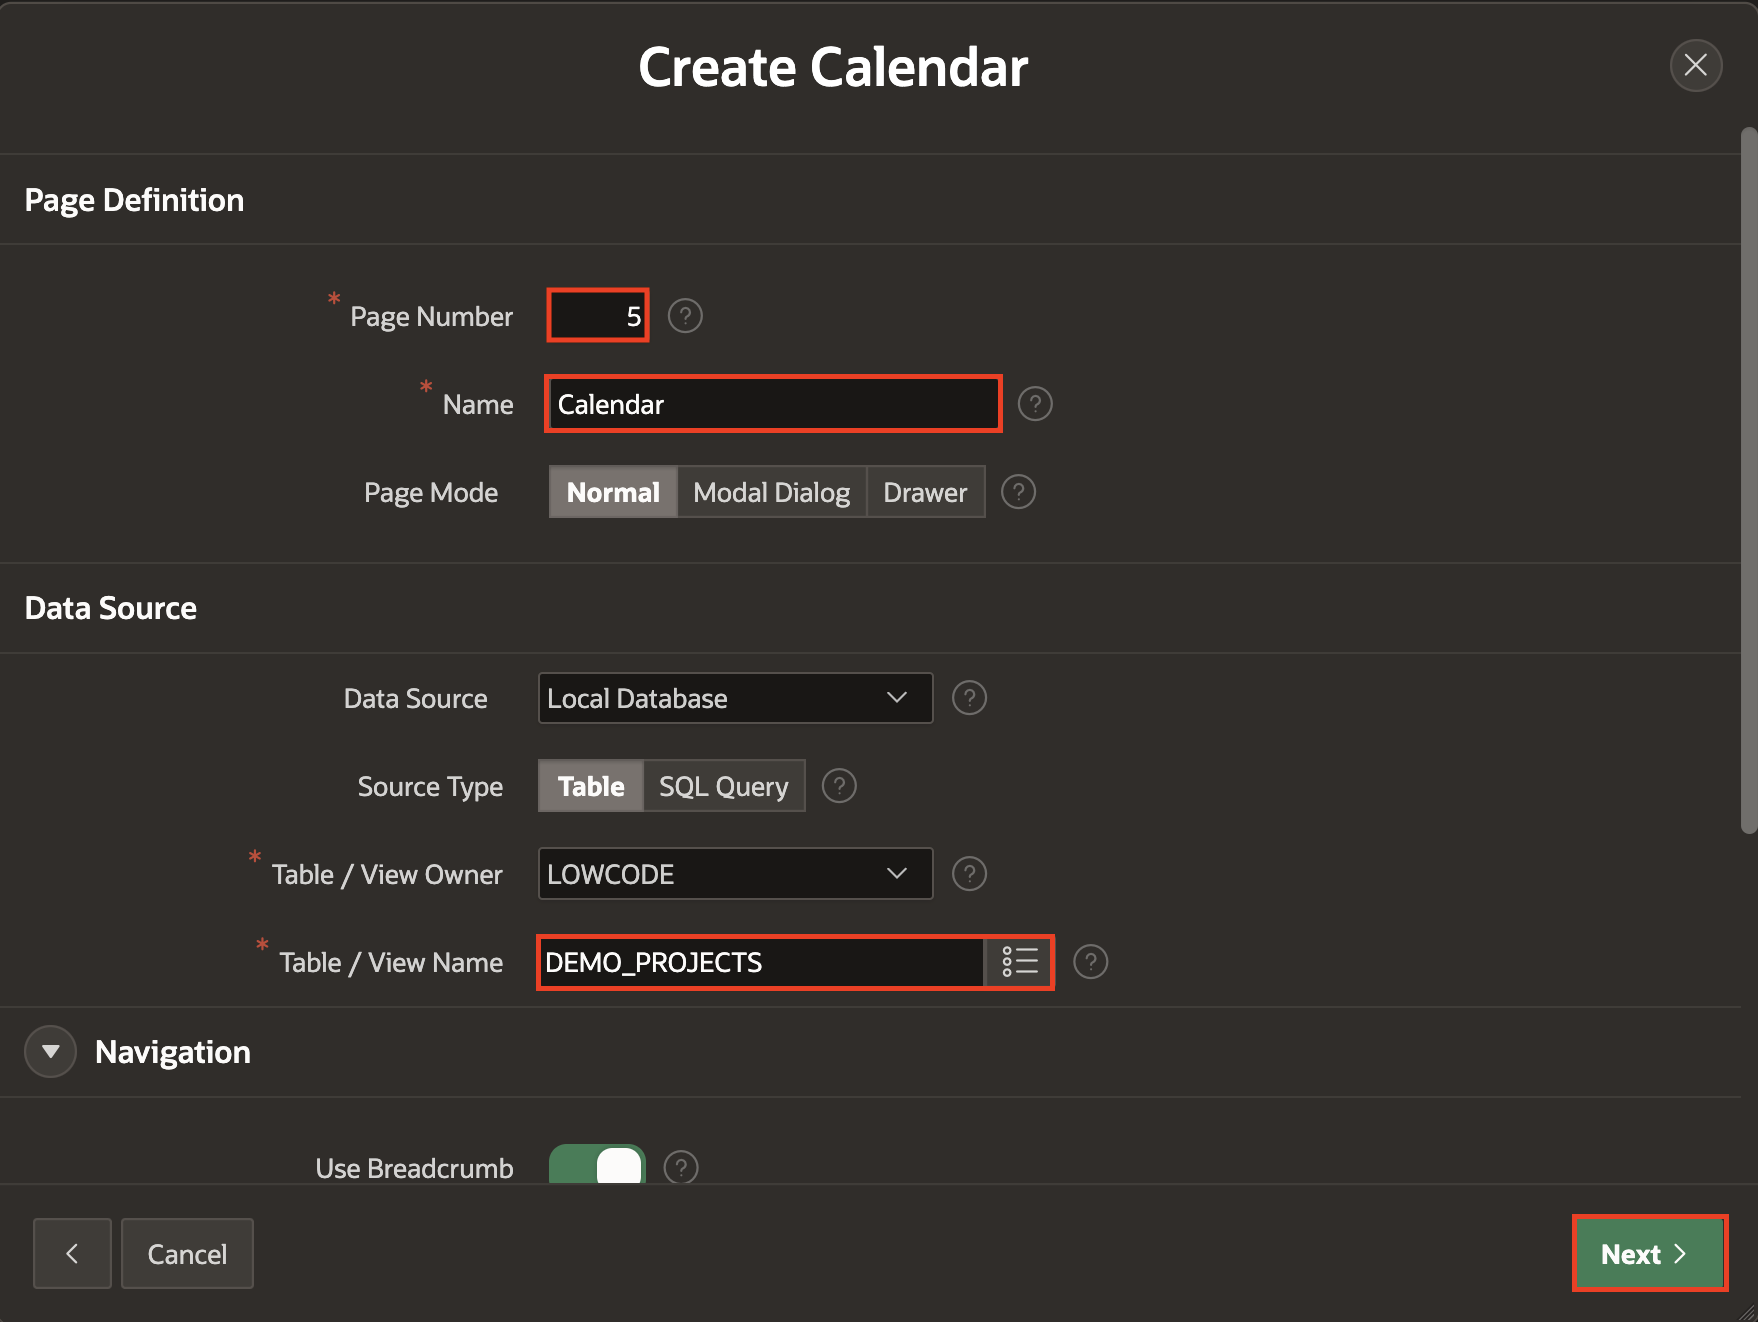 Create Calendar
Page Definition
* Page Number 5 ?
* Name Calendar ?
Page Mode Normal Modal Dialog Drawer ?
Data Source
Data Source Local Database ?
Source Type Table SQL Query ?
* Table / View Owner LOWCODE ?
* Table / View Name DEMO_PROJECTS ?
Navigation
Use Breadcrumb ?
Cancel Next